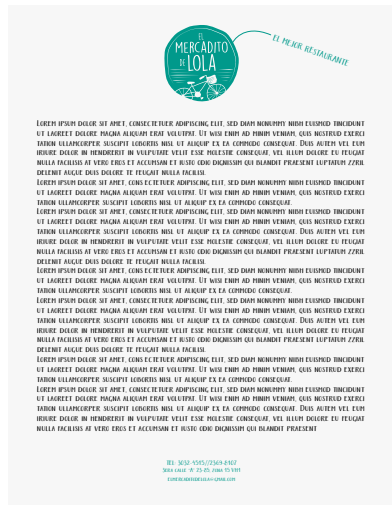 EL
MERCADITO
DE LOLA
EL MEJOR RESTAURANTE
LOREM IPSUM DOLOR SIT AMET, CONSECTETUER ADIPISCING ELIT, SED DIAM NONUMMY NIBH EUISMOD TINCIDUNT
UT LAOREET DOLORE MAGNA ALIQUAM ERAT VOLUTPAT. UT WISI ENIM AD MINIM VENIAM, QUIS NOSTRUD EXERCI
TATION ULLAMCORPER SUSCIPIT LOBORTIS NISL UT ALIQUIP EX EA COMMODO CONSEQUAT. DUIS AUTEM VEL EUM
IRIURE DOLOR IN HENDRERIT IN VULPUTATE VELIT ESSE MOLESTIE CONSEQUAT, VEL ILLUM DOLORE EU FEUGIAT
NULLA FACILISIS AT VERO EROS ET ACCUMSAN ET IUSTO ODIO DIGNISSIM QUI BLANDIT PRAESENT LUPTATUM ZZRIL
DELENIT AUGUE DUIS DOLORE TE FEUGAIT NULLA FACILISI.
LOREM IPSUM DOLOR SIT AMET, CONS ECTETUER ADIPISCING ELIT, SED DIAM NONUMMY NIBH EUISMOD TINCIDUNT
UT LAOREET DOLORE MAGNA ALIQUAM ERAT VOLUTPAT. UT WISI ENIM AD MINIM VENIAM, QUIS NOSTRUD EXERCI
TATION ULLAMCORPER SUSCIPIT LOBORTIS NISL UT ALIQUIP EX EA COMMODO CONSEQUAT.
LOREM IPSUM DOLOR SIT AMET, CONSECTETUER ADIPISCING ELIT, SED DIAM NONUMMY NIBH EUISMOD TINCIDUNT
UT LAOREET DOLORE MAGNA ALIQUAM ERAT VOLUTPAT. UT WISI ENIM AD MINIM VENIAM, QUIS NOSTRUD EXERCI
TATION ULLAMCORPER SUSCIPIT LOBORTIS NISL UT ALIQUIP EX EA COMMODO CONSEQUAT. DUIS AUTEM VEL EUM
IRIURE DOLOR IN HENDRERIT IN VULPUTATE VELIT ESSE MOLESTIE CONSEQUAT, VEL ILLUM DOLORE EU FEUGIAT
NULLA FACILISIS AT VERO EROS ET ACCUMSAN ET IUSTO ODIO DIGNISSIM QUI BLANDIT PRAESENT LUPTATUM ZZRIL
DELENIT AUGUE DUIS DOLORE TE FEUGAIT NULLA FACILISI.
LOREM IPSUM DOLOR SIT AMET, CONS ECTETUER ADIPISCING ELIT, SED DIAM NONUMMY NIBH EUISMOD TINCIDUNT
UT LAOREET DOLORE MAGNA ALIQUAM ERAT VOLUTPAT. UT WISI ENIM AD MINIM VENIAM, QUIS NOSTRUD EXERCI
TATION ULLAMCORPER SUSCIPIT LOBORTIS NISL UT ALIQUIP EX EA COMMODO CONSEQUAT.
LOREM IPSUM DOLOR SIT AMET, CONSECTETUER ADIPISCING ELIT, SED DIAM NONUMMY NIBH EUISMOD TINCIDUNT
UT LAOREET DOLORE MAGNA ALIQUAM ERAT VOLUTPAT. UT WISI ENIM AD MINIM VENIAM, QUIS NOSTRUD EXERCI
TATION ULLAMCORPER SUSCIPIT LOBORTIS NISL UT ALIQUIP EX EA COMMODO CONSEQUAT. DUIS AUTEM VEL EUM
IRIURE DOLOR IN HENDRERIT IN VULPUTATE VELIT ESSE MOLESTIE CONSEQUAT, VEL ILLUM DOLORE EU FEUGIAT
NULLA FACILISIS AT VERO EROS ET ACCUMSAN ET IUSTO ODIO DIGNISSIM QUI BLANDIT PRAESENT LUPTATUM ZZRIL
DELENIT AUGUE DUIS DOLORE TE FEUGAIT NULLA FACILISI.
LOREM IPSUM DOLOR SIT AMET, CONS ECTETUER ADIPISCING ELIT, SED DIAM NONUMMY NIBH EUISMOD TINCIDUNT
UT LAOREET DOLORE MAGNA ALIQUAM ERAT VOLUTPAT. UT WISI ENIM AD MINIM VENIAM, QUIS NOSTRUD EXERCI
TATION ULLAMCORPER SUSCIPIT LOBORTIS NISL UT ALIQUIP EX EA COMMODO CONSEQUAT.
LOREM IPSUM DOLOR SIT AMET, CONSECTETUER ADIPISCING ELIT, SED DIAM NONUMMY NIBH EUISMOD TINCIDUNT
UT LAOREET DOLORE MAGNA ALIQUAM ERAT VOLUTPAT. UT WISI ENIM AD MINIM VENIAM, QUIS NOSTRUD EXERCI
TATION ULLAMCORPER SUSCIPIT LOBORTIS NISL UT ALIQUIP EX EA COMMODO CONSEQUAT. DUIS AUTEM VEL EUM
IRIURE DOLOR IN HENDRERIT IN VULPUTATE VELIT ESSE MOLESTIE CONSEQUAT, VEL ILLUM DOLORE EU FEUGIAT
NULLA FACILISIS AT VERO EROS ET ACCUMSAN ET IUSTO ODIO DIGNISSIM QUI BLANDIT PRAESENT
TEL: 5032-4595//2369-8407